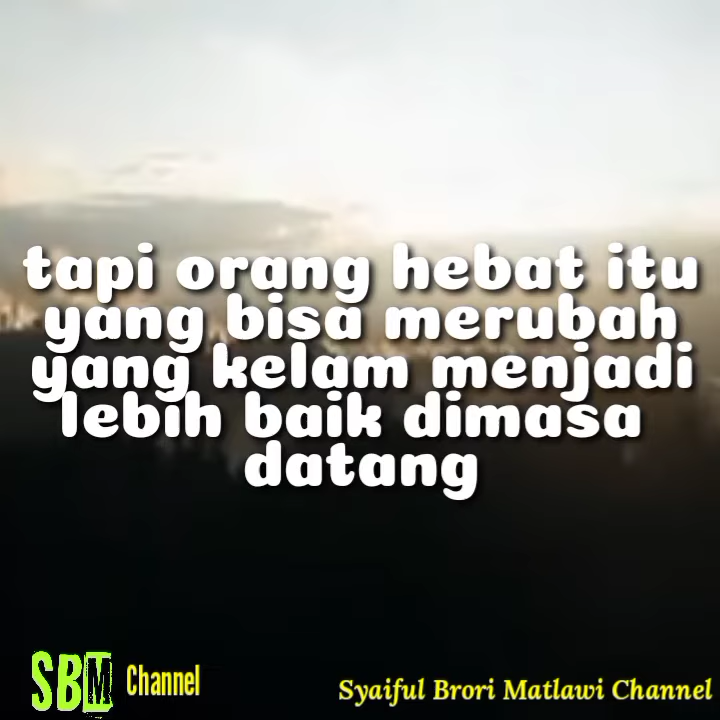 tapi orang hebat itu
yang bisa merubah
yang kelam menjadi
lebih baik dimasa
datang
SBM Channel
Syaiful Brori Matlawi Channel